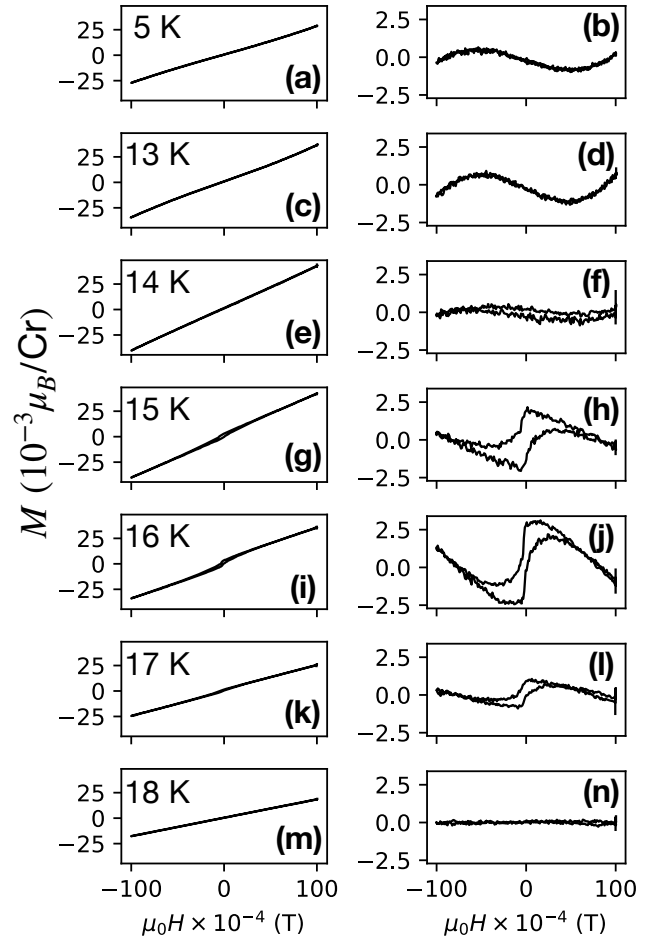 M (10⁻³ μ_B/Cr)
5 K
25
0
−25
(a)
2.5
0.0
−2.5
(b)
13 K
25
0
−25
(c)
2.5
0.0
−2.5
(d)
14 K
25
0
−25
(e)
2.5
0.0
−2.5
(f)
15 K
25
0
−25
(g)
2.5
0.0
−2.5
(h)
16 K
25
0
−25
(i)
2.5
0.0
−2.5
(j)
17 K
25
0
−25
(k)
2.5
0.0
−2.5
(l)
18 K
25
0
−25
(m)
2.5
0.0
−2.5
(n)
−100 0 100
−100 0 100
μ₀H × 10⁻⁴ (T)
μ₀H × 10⁻⁴ (T)